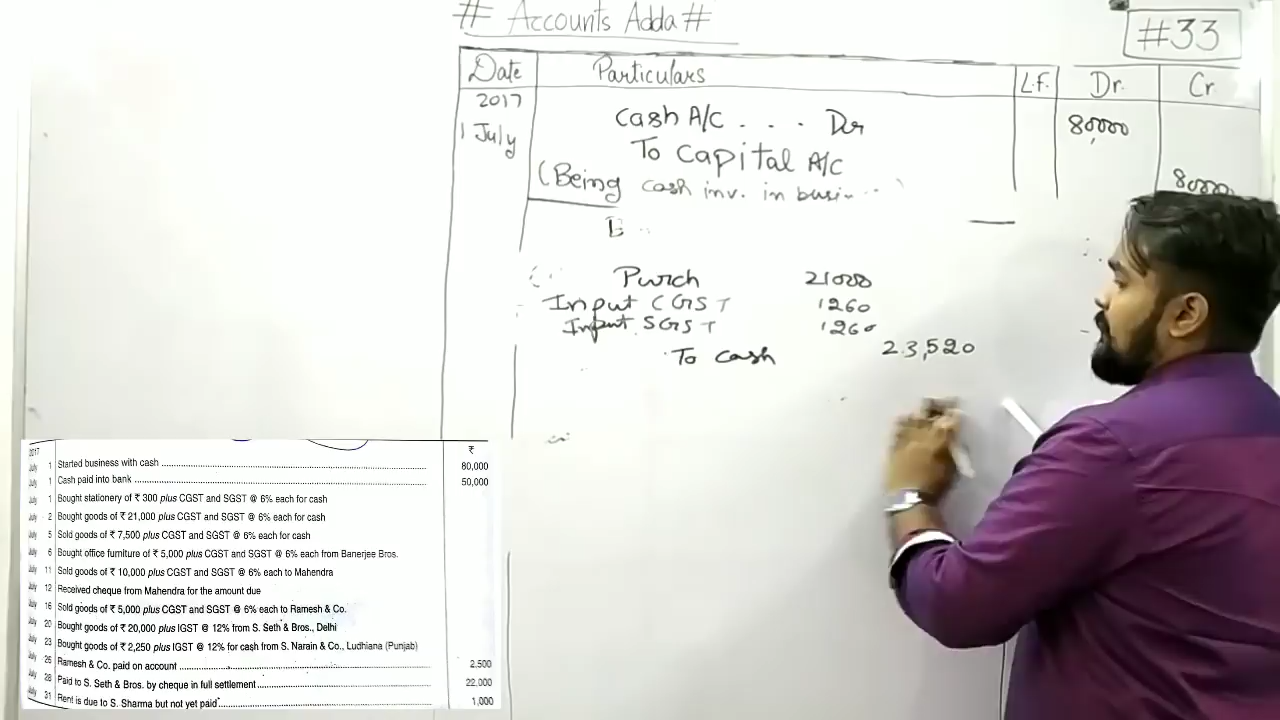 # Accounts Adda #
#33
Date Particulars L.F. Dr. Cr.
2017
1 July Cash A/C . . . Dr 80,000
To Capital A/C
80000
(Being cash inv. in busi...)
Purch 21000
Input CGST 1260
Input SGST 1260
To cash 23,520
2017 ₹
July 1 Started business with cash 80,000
July 1 Cash paid into bank 50,000
July 1 Bought stationery of ₹ 300 plus CGST and SGST @ 6% each for cash
July 2 Bought goods of ₹ 21,000 plus CGST and SGST @ 6% each for cash
July 5 Sold goods of ₹ 7,500 plus CGST and SGST @ 6% each for cash
July 6 Bought office furniture of ₹ 5,000 plus CGST and SGST @ 6% each from Banerjee Bros.
July 11 Sold goods of ₹ 10,000 plus CGST and SGST @ 6% each to Mahendra
July 12 Received cheque from Mahendra for the amount due
July 16 Sold goods of ₹ 5,000 plus CGST and SGST @ 6% each to Ramesh & Co.
July 20 Bought goods of ₹ 20,000 plus IGST @ 12% from S. Seth & Bros., Delhi
July 23 Bought goods of ₹ 2,250 plus IGST @ 12% for cash from S. Narain & Co., Ludhiana (Punjab)
July 26 Ramesh & Co. paid on account 2,500
July 28 Paid to S. Seth & Bros. by cheque in full settlement 22,000
July 31 Rent is due to S. Sharma but not yet paid 1,000